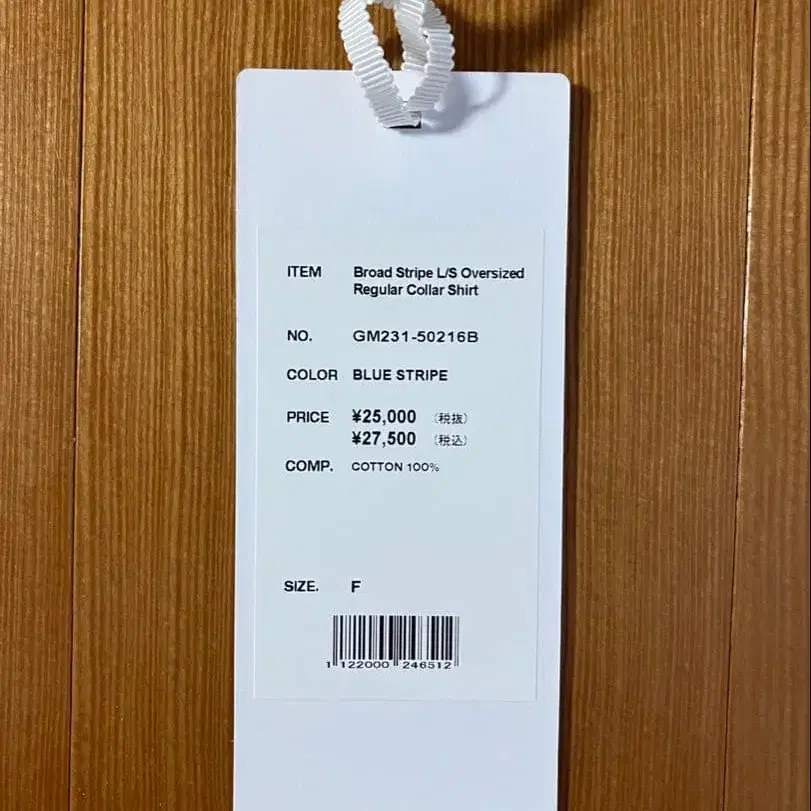 ITEM Broad Stripe L/S Oversized
Regular Collar Shirt
NO. GM231-50216B
COLOR BLUE STRIPE
PRICE ¥25,000 (税抜)
¥27,500 (税込)
COMP. COTTON 100%
SIZE. F
1 122000 246512